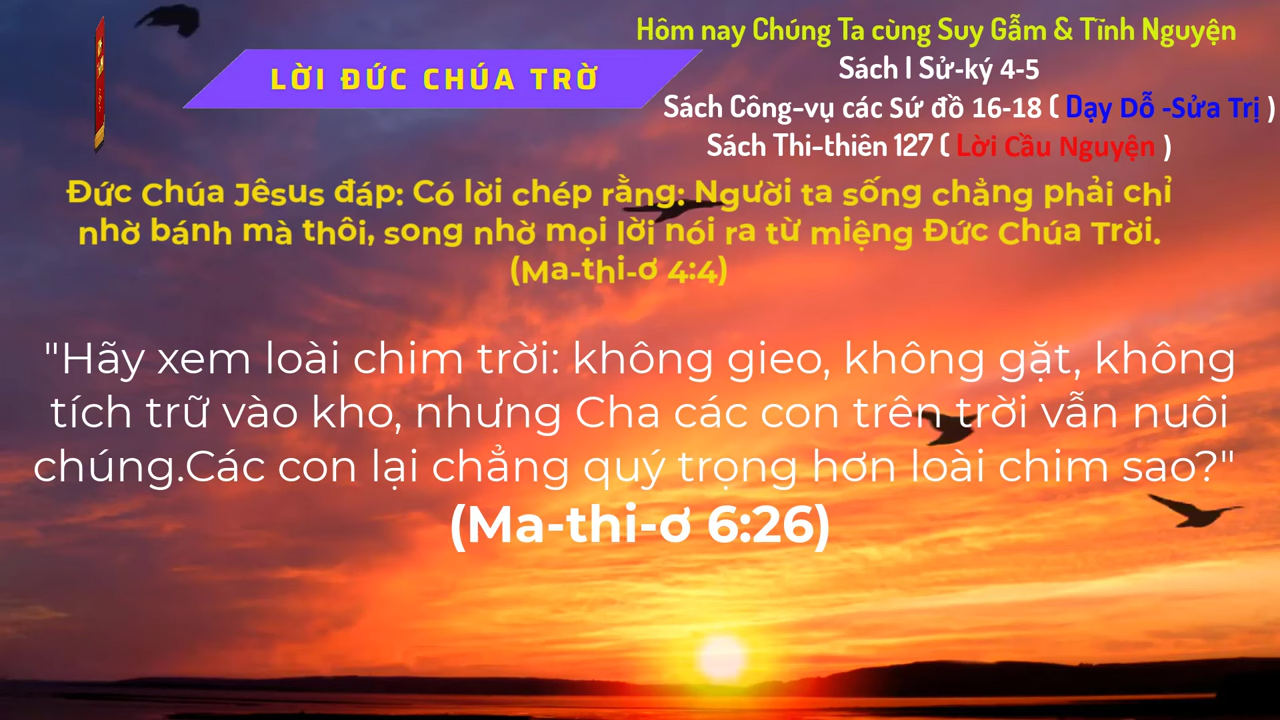 LỜI ĐỨC CHÚA TRỜ
Hôm nay Chúng Ta cùng Suy Gẫm & Tĩnh Nguyện
Sách I Sử-ký 4-5
Sách Công-vụ các Sứ đồ 16-18 ( Dạy Dỗ -Sửa Trị )
Sách Thi-thiên 127 ( Lời Cầu Nguyện )
Đức Chúa Jêsus đáp: Có lời chép rằng: Người ta sống chẳng phải chỉ
nhờ bánh mà thôi, song nhờ mọi lời nói ra từ miệng Đức Chúa Trời.
(Ma-thi-ơ 4:4)
"Hãy xem loài chim trời: không gieo, không gặt, không
tích trữ vào kho, nhưng Cha các con trên trời vẫn nuôi
chúng.Các con lại chẳng quý trọng hơn loài chim sao?"
(Ma-thi-ơ 6:26)